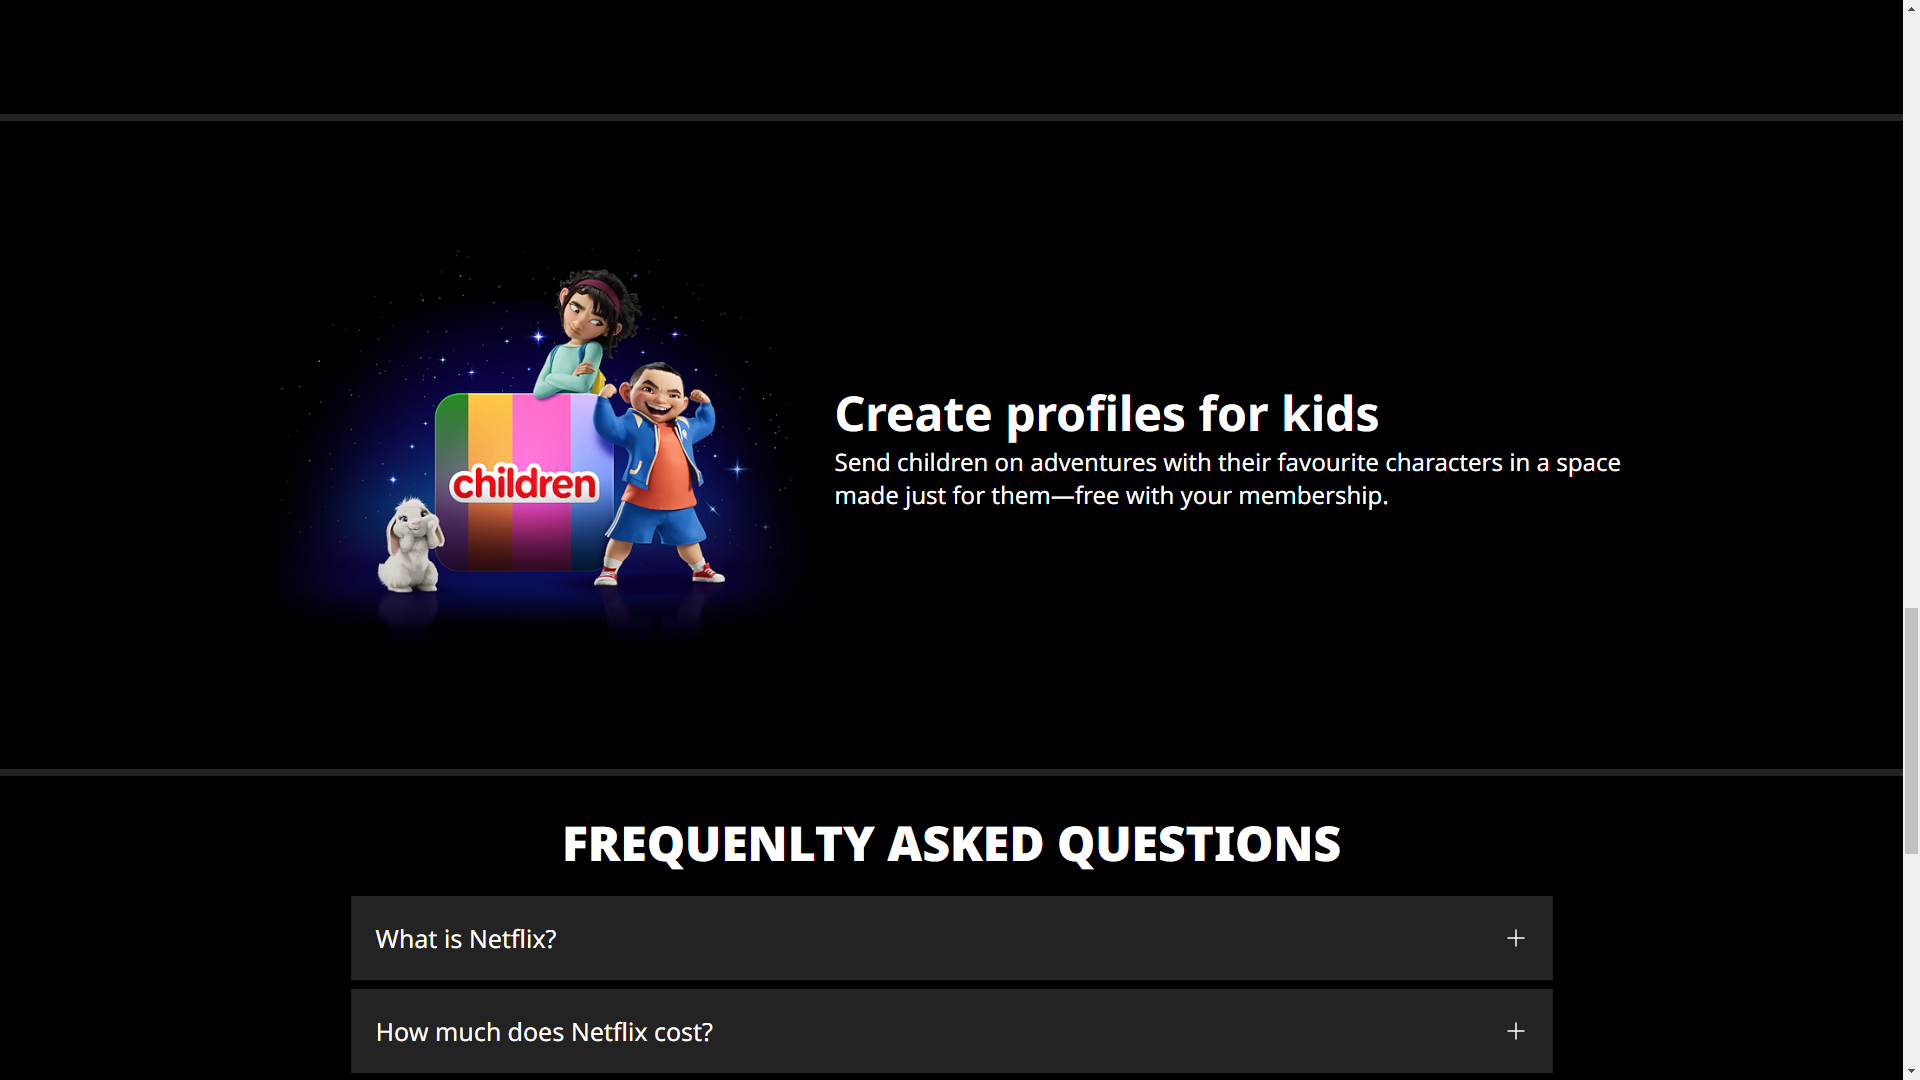 children
Create profiles for kids
Send children on adventures with their favourite characters in a space
made just for them—free with your membership.
FREQUENLTY ASKED QUESTIONS
What is Netflix?
How much does Netflix cost?